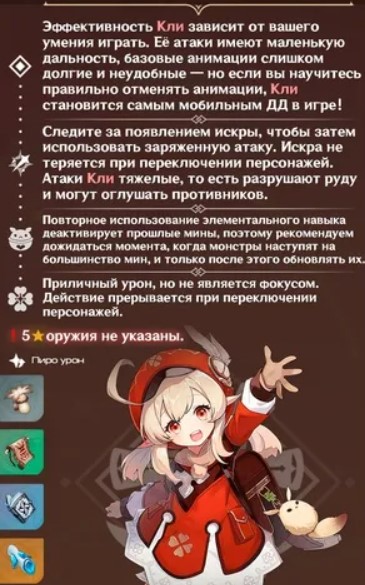 Эффективность Кли зависит от вашего
умения играть. Её атаки имеют маленькую
дальность, базовые анимации слишком
долгие и неудобные — но если вы научитесь
правильно отменять анимации, Кли
становится самым мобильным ДД в игре!
Следите за появлением искры, чтобы затем
использовать заряженную атаку. Искра не
теряется при переключении персонажей.
Атаки Кли тяжелые, то есть разрушают руду
и могут оглушать противников.
Повторное использование элементального навыка
деактивирует прошлые мины, поэтому рекомендуем
дожидаться момента, когда монстры наступят на
большинство мин, и только после этого обновлять их.
Приличный урон, но не является фокусом.
Действие прерывается при переключении
персонажей.
! 5★оружия не указаны.
Пиро урон